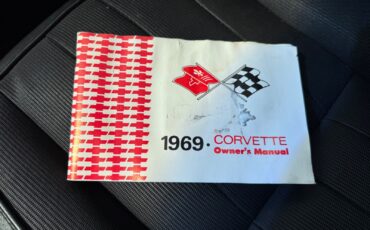 1969 • CORVETTE
Owner's Manual